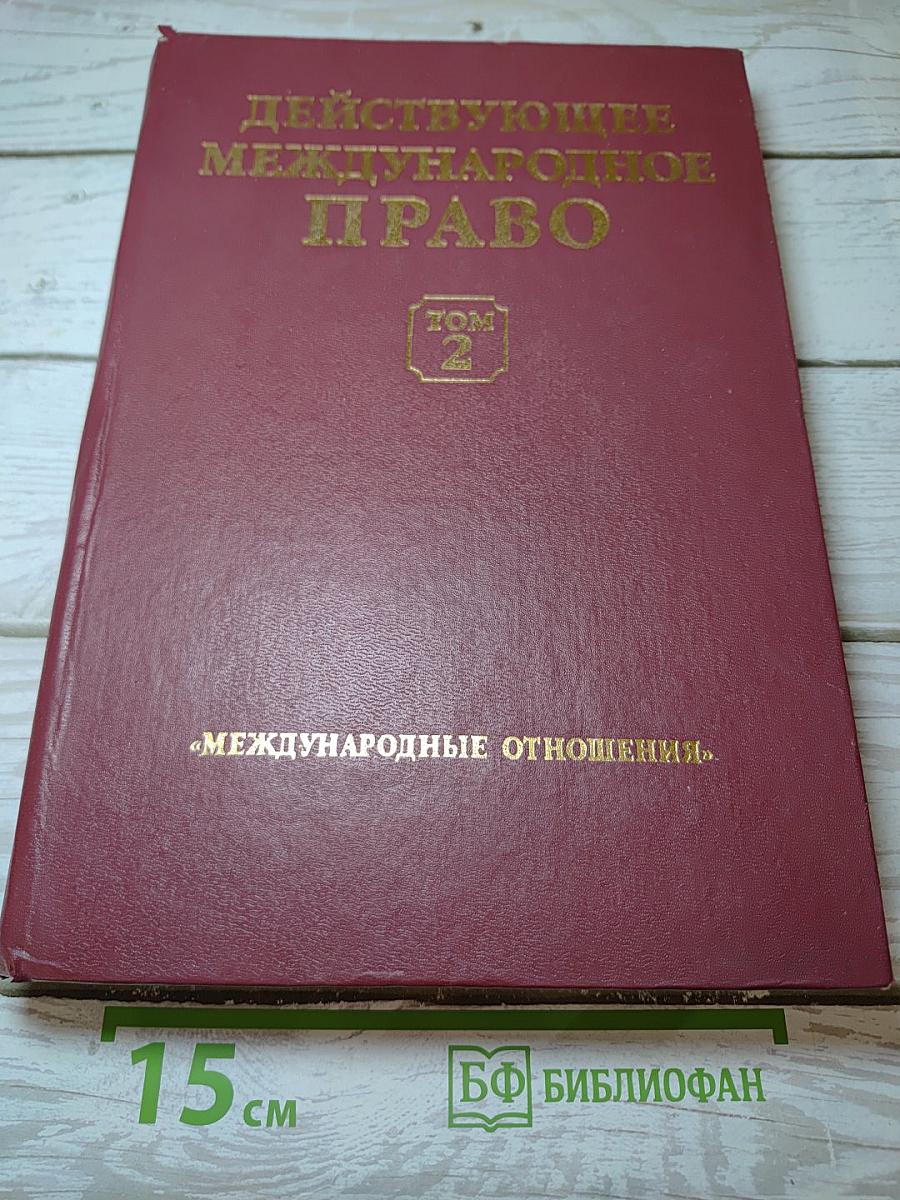 ДЕЙСТВУЮЩЕЕ
МЕЖДУНАРОДНОЕ
ПРАВО
ТОМ
2
«МЕЖДУНАРОДНЫЕ ОТНОШЕНИЯ»
15 см
БФ БИБЛИОФАН